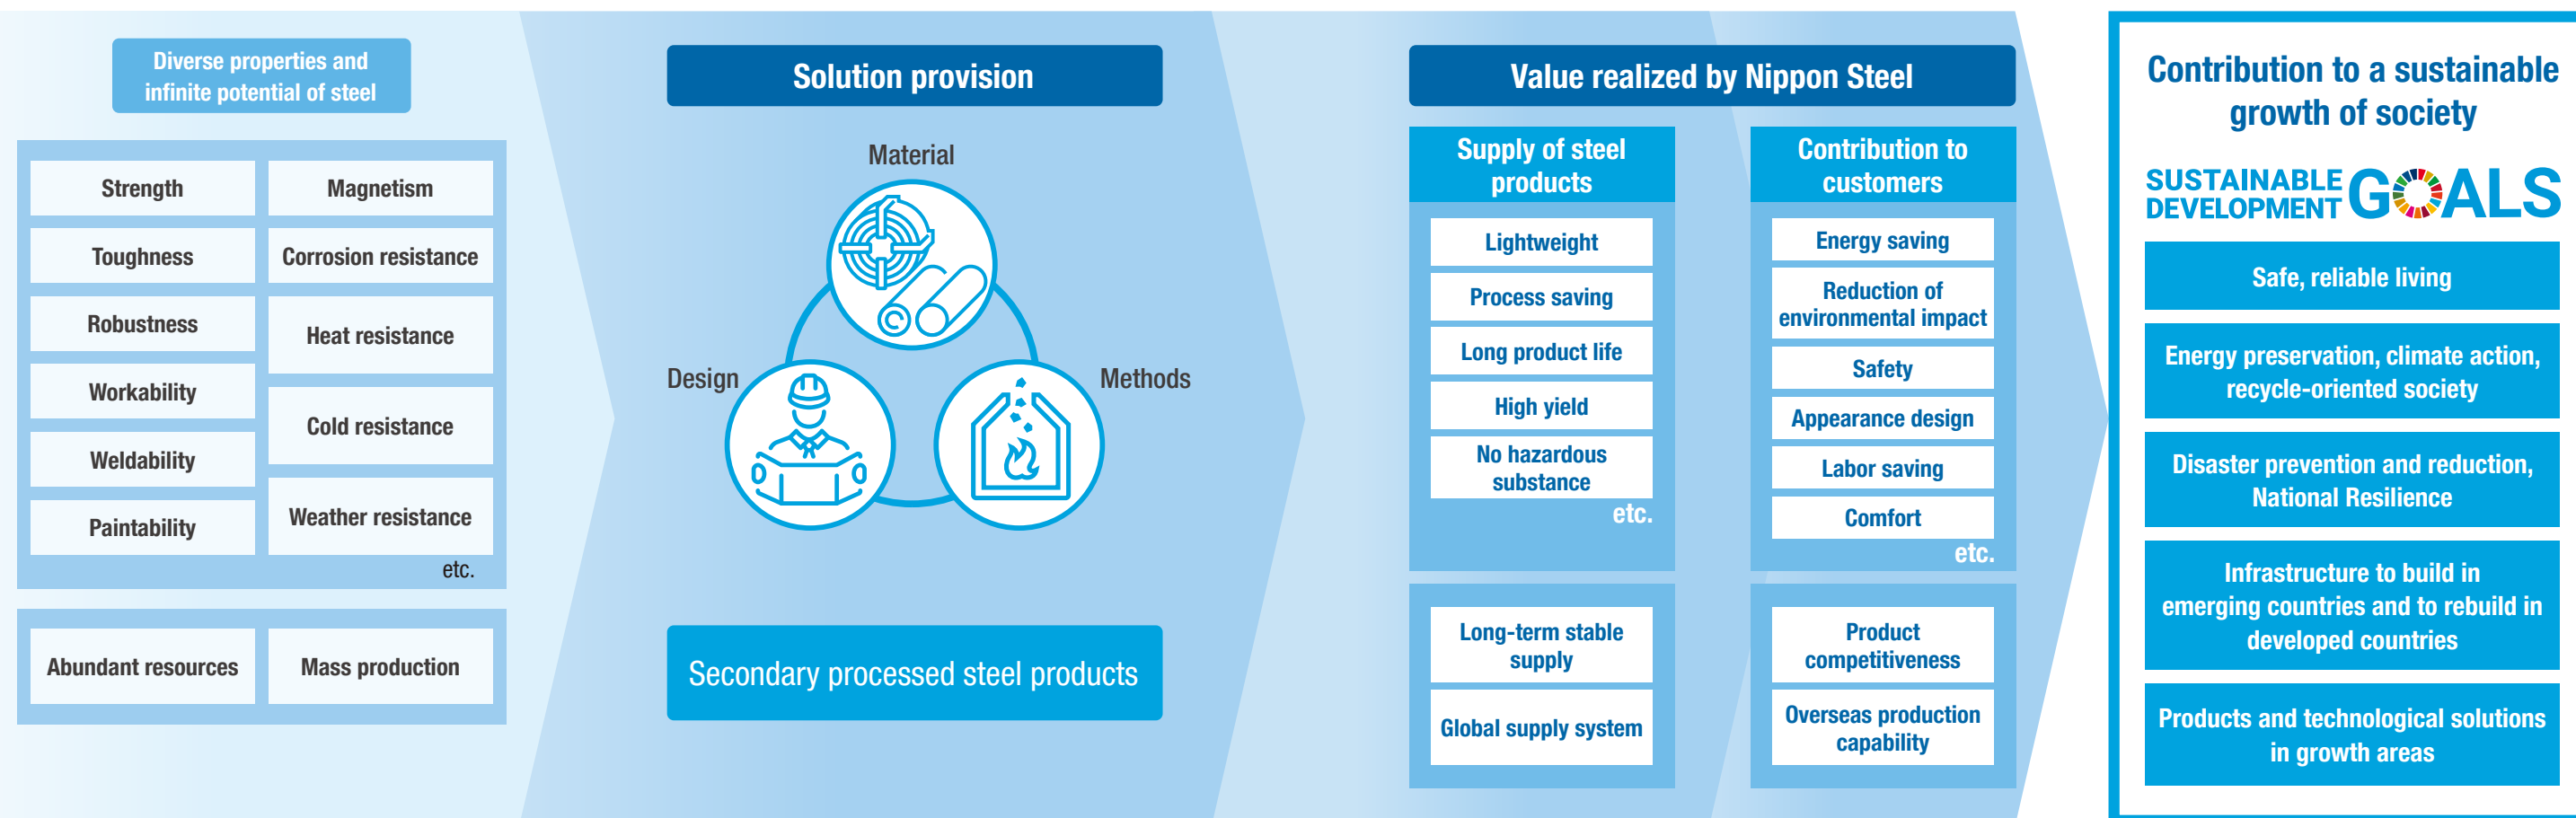 Diverse properties and
infinite potential of steel
Strength
Toughness
Robustness
Workability
Weldability
Paintability
Magnetism
Corrosion resistance
Heat resistance
Cold resistance
Weather resistance
etc.
Abundant resources
Mass production
Solution provision
Material
Design
Methods
Secondary processed steel products
Value realized by Nippon Steel
Supply of steel
products
Lightweight
Process saving
Long product life
High yield
No hazardous
substance
etc.
Long-term stable
supply
Global supply system
Contribution to
customers
Energy saving
Reduction of
environmental impact
Safety
Appearance design
Labor saving
Comfort
etc.
Product
competitiveness
Overseas production
capability
Contribution to a sustainable
growth of society
SUSTAINABLE
DEVELOPMENT GOALS
Safe, reliable living
Energy preservation, climate action,
recycle-oriented society
Disaster prevention and reduction,
National Resilience
Infrastructure to build in
emerging countries and to rebuild in
developed countries
Products and technological solutions
in growth areas